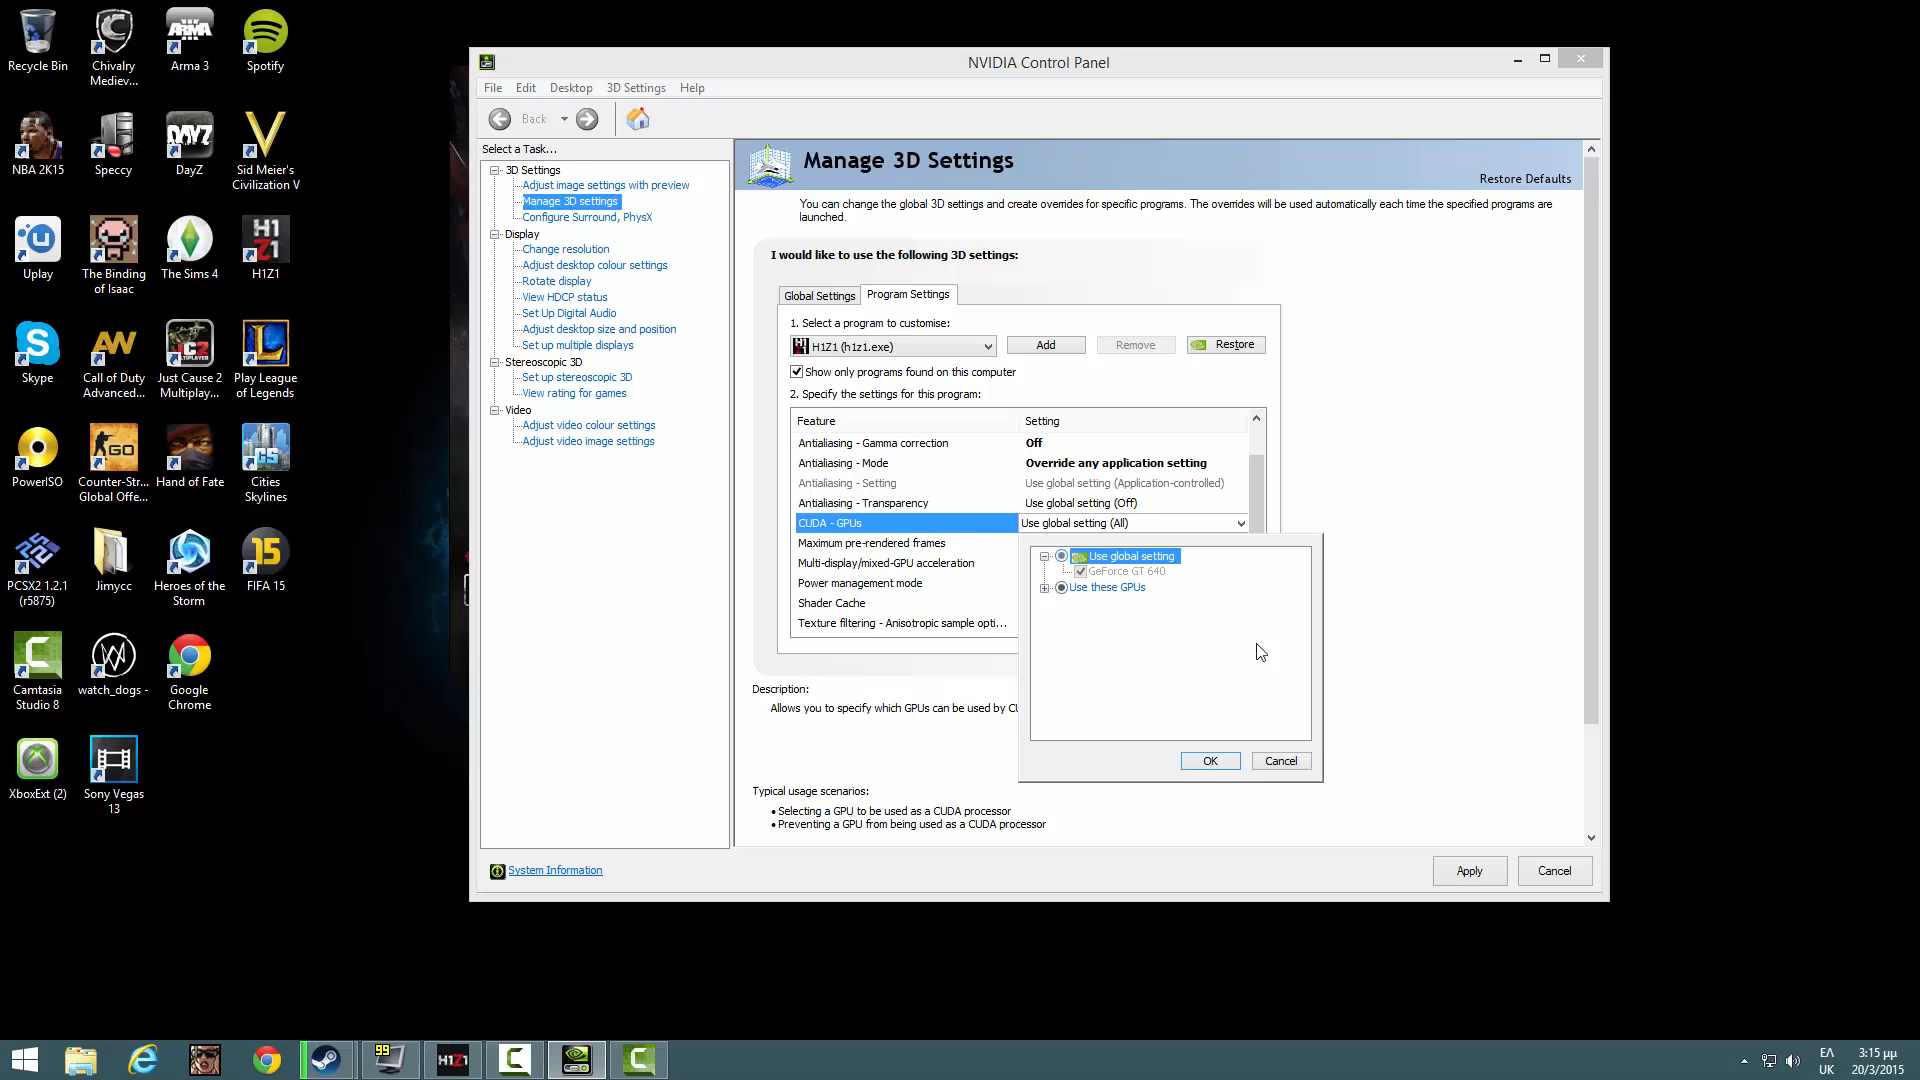 Recycle Bin
Chivalry
Mediev...
Arma 3
Spotify
NBA 2K15
Speccy
DayZ
Sid Meier's
Civilization V
Uplay
The Binding
of Isaac
The Sims 4
H1Z1
Skype
Call of Duty
Advanced...
Just Cause 2
Multiplay...
Play League
of Legends
PowerISO
Counter-Str...
Global Offe...
Hand of Fate
Cities
Skylines
PCSX2 1.2.1
(r5875)
Jimycc
Heroes of the
Storm
FIFA 15
Camtasia
Studio 8
watch_dogs -
Google
Chrome
XboxExt (2)
Sony Vegas
13
NVIDIA Control Panel
File Edit Desktop 3D Settings Help
Back
Select a Task...
3D Settings
Adjust image settings with preview
Manage 3D settings
Configure Surround, PhysX
Display
Change resolution
Adjust desktop colour settings
Rotate display
View HDCP status
Set Up Digital Audio
Adjust desktop size and position
Set up multiple displays
Stereoscopic 3D
Set up stereoscopic 3D
View rating for games
Video
Adjust video colour settings
Adjust video image settings
System Information
Manage 3D Settings
Restore Defaults
You can change the global 3D settings and create overrides for specific programs. The overrides will be used automatically each time the specified programs are
launched.
I would like to use the following 3D settings:
Global Settings Program Settings
1. Select a program to customise:
H1Z1 (h1z1.exe) Add Remove Restore
Show only programs found on this computer
2. Specify the settings for this program:
Feature Setting
Antialiasing - Gamma correction Off
Antialiasing - Mode Override any application setting
Antialiasing - Setting Use global setting (Application-controlled)
Antialiasing - Transparency Use global setting (Off)
CUDA - GPUs Use global setting (All)
Maximum pre-rendered frames
Multi-display/mixed-GPU acceleration
Power management mode
Shader Cache
Texture filtering - Anisotropic sample opti...
Use global setting
GeForce GT 640
Use these GPUs
OK Cancel
Description:
Allows you to specify which GPUs can be used by CU
Typical usage scenarios:
• Selecting a GPU to be used as a CUDA processor
• Preventing a GPU from being used as a CUDA processor
Apply Cancel
99
H1Z1
ΕΛ
UK
3:15 μμ
20/3/2015